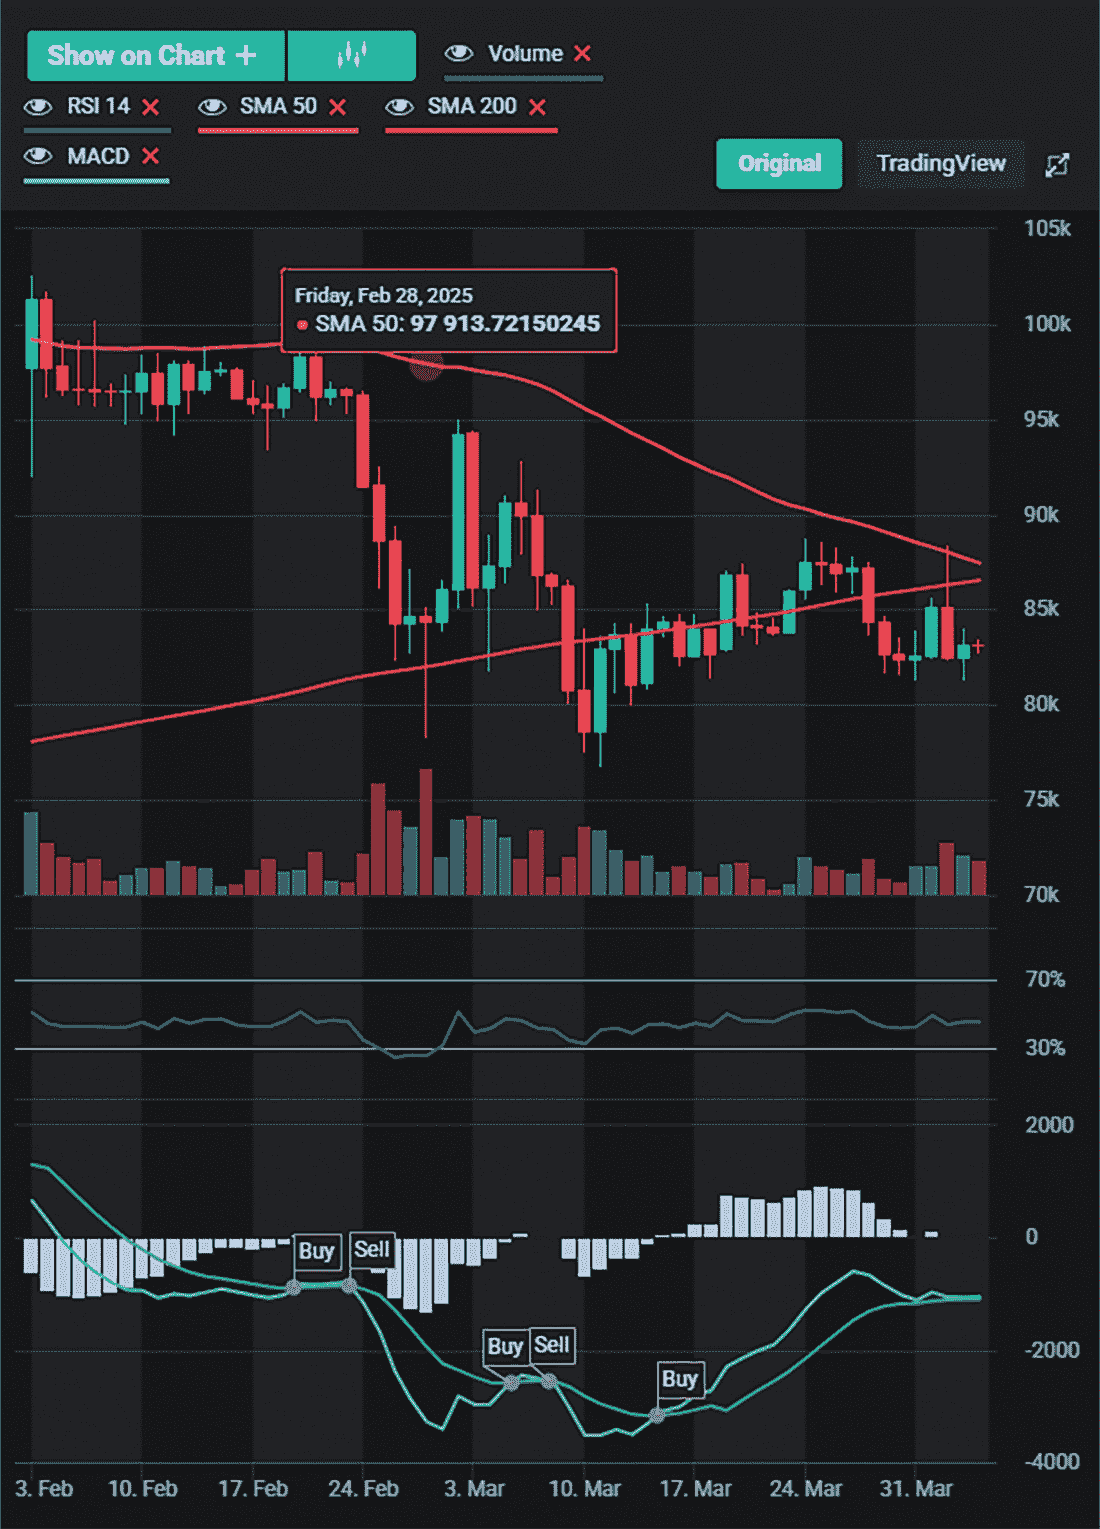 Show on Chart +
Volume
RSI 14
SMA 50
SMA 200
MACD
Original
TradingView
105k
Friday, Feb 28, 2025
SMA 50: 97 913.72150245
100k
95k
90k
85k
80k
75k
70k
70%
30%
2000
0
Buy
Sell
Buy
Sell
-2000
Buy
-4000
3. Feb
10. Feb
17. Feb
24. Feb
3. Mar
10. Mar
17. Mar
24. Mar
31. Mar